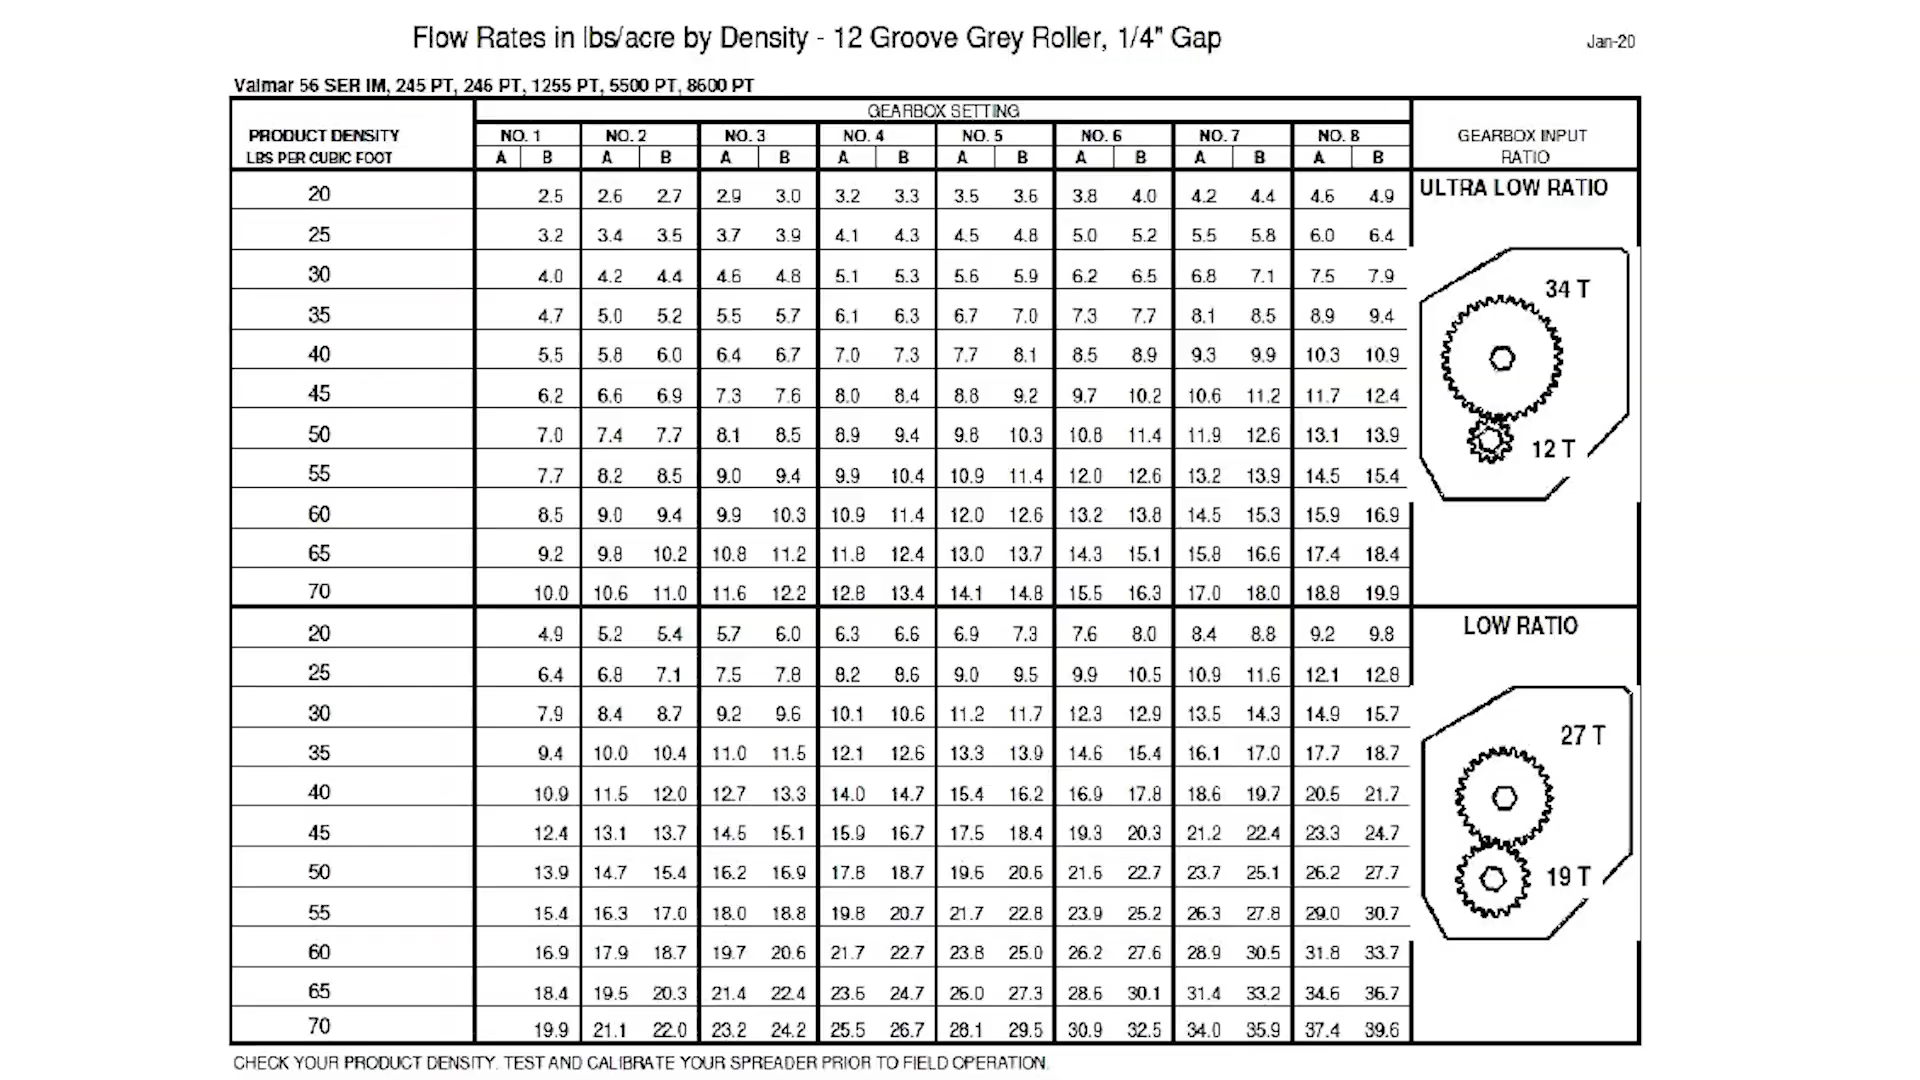 Flow Rates in lbs/acre by Density - 12 Groove Grey Roller, 1/4" Gap
Jan-20
Valmar 56 SER IM, 245 PT, 246 PT, 1255 PT, 5500 PT, 8600 PT
GEARBOX SETTING
PRODUCT DENSITY NO. 1 NO. 2 NO. 3 NO. 4 NO. 5 NO. 6 NO. 7 NO. 8 GEARBOX INPUT
LBS PER CUBIC FOOT A B A B A B A B A B A B A B A B RATIO
20 2.5 2.6 2.7 2.9 3.0 3.2 3.3 3.5 3.6 3.8 4.0 4.2 4.4 4.6 4.9 ULTRA LOW RATIO
25 3.2 3.4 3.5 3.7 3.9 4.1 4.3 4.5 4.8 5.0 5.2 5.5 5.8 6.0 6.4
30 4.0 4.2 4.4 4.6 4.8 5.1 5.3 5.6 5.9 6.2 6.5 6.8 7.1 7.5 7.9 34 T
35 4.7 5.0 5.2 5.5 5.7 6.1 6.3 6.7 7.0 7.3 7.7 8.1 8.5 8.9 9.4
40 5.5 5.8 6.0 6.4 6.7 7.0 7.3 7.7 8.1 8.5 8.9 9.3 9.9 10.3 10.9
45 6.2 6.6 6.9 7.3 7.6 8.0 8.4 8.8 9.2 9.7 10.2 10.6 11.2 11.7 12.4
50 7.0 7.4 7.7 8.1 8.5 8.9 9.4 9.8 10.3 10.8 11.4 11.9 12.6 13.1 13.9 12 T
55 7.7 8.2 8.5 9.0 9.4 9.9 10.4 10.9 11.4 12.0 12.6 13.2 13.9 14.5 15.4
60 8.5 9.0 9.4 9.9 10.3 10.9 11.4 12.0 12.6 13.2 13.8 14.5 15.3 15.9 16.9
65 9.2 9.8 10.2 10.8 11.2 11.8 12.4 13.0 13.7 14.3 15.1 15.8 16.6 17.4 18.4
70 10.0 10.6 11.0 11.6 12.2 12.8 13.4 14.1 14.8 15.5 16.3 17.0 18.0 18.8 19.9
20 4.9 5.2 5.4 5.7 6.0 6.3 6.6 6.9 7.3 7.6 8.0 8.4 8.8 9.2 9.8 LOW RATIO
25 6.4 6.8 7.1 7.5 7.8 8.2 8.6 9.0 9.5 9.9 10.5 10.9 11.6 12.1 12.8
30 7.9 8.4 8.7 9.2 9.6 10.1 10.6 11.2 11.7 12.3 12.9 13.5 14.3 14.9 15.7 27 T
35 9.4 10.0 10.4 11.0 11.5 12.1 12.6 13.3 13.9 14.6 15.4 16.1 17.0 17.7 18.7
40 10.9 11.5 12.0 12.7 13.3 14.0 14.7 15.4 16.2 16.9 17.8 18.6 19.7 20.5 21.7
45 12.4 13.1 13.7 14.5 15.1 15.9 16.7 17.5 18.4 19.3 20.3 21.2 22.4 23.3 24.7
50 13.9 14.7 15.4 16.2 16.9 17.8 18.7 19.6 20.6 21.6 22.7 23.7 25.1 26.2 27.7 19 T
55 15.4 16.3 17.0 18.0 18.8 19.8 20.7 21.7 22.8 23.9 25.2 26.3 27.8 29.0 30.7
60 16.9 17.9 18.7 19.7 20.6 21.7 22.7 23.8 25.0 26.2 27.6 28.9 30.5 31.8 33.7
65 18.4 19.5 20.3 21.4 22.4 23.6 24.7 26.0 27.3 28.6 30.1 31.4 33.2 34.6 36.7
70 19.9 21.1 22.0 23.2 24.2 25.5 26.7 28.1 29.5 30.9 32.5 34.0 35.9 37.4 39.6
CHECK YOUR PRODUCT DENSITY. TEST AND CALIBRATE YOUR SPREADER PRIOR TO FIELD OPERATION.